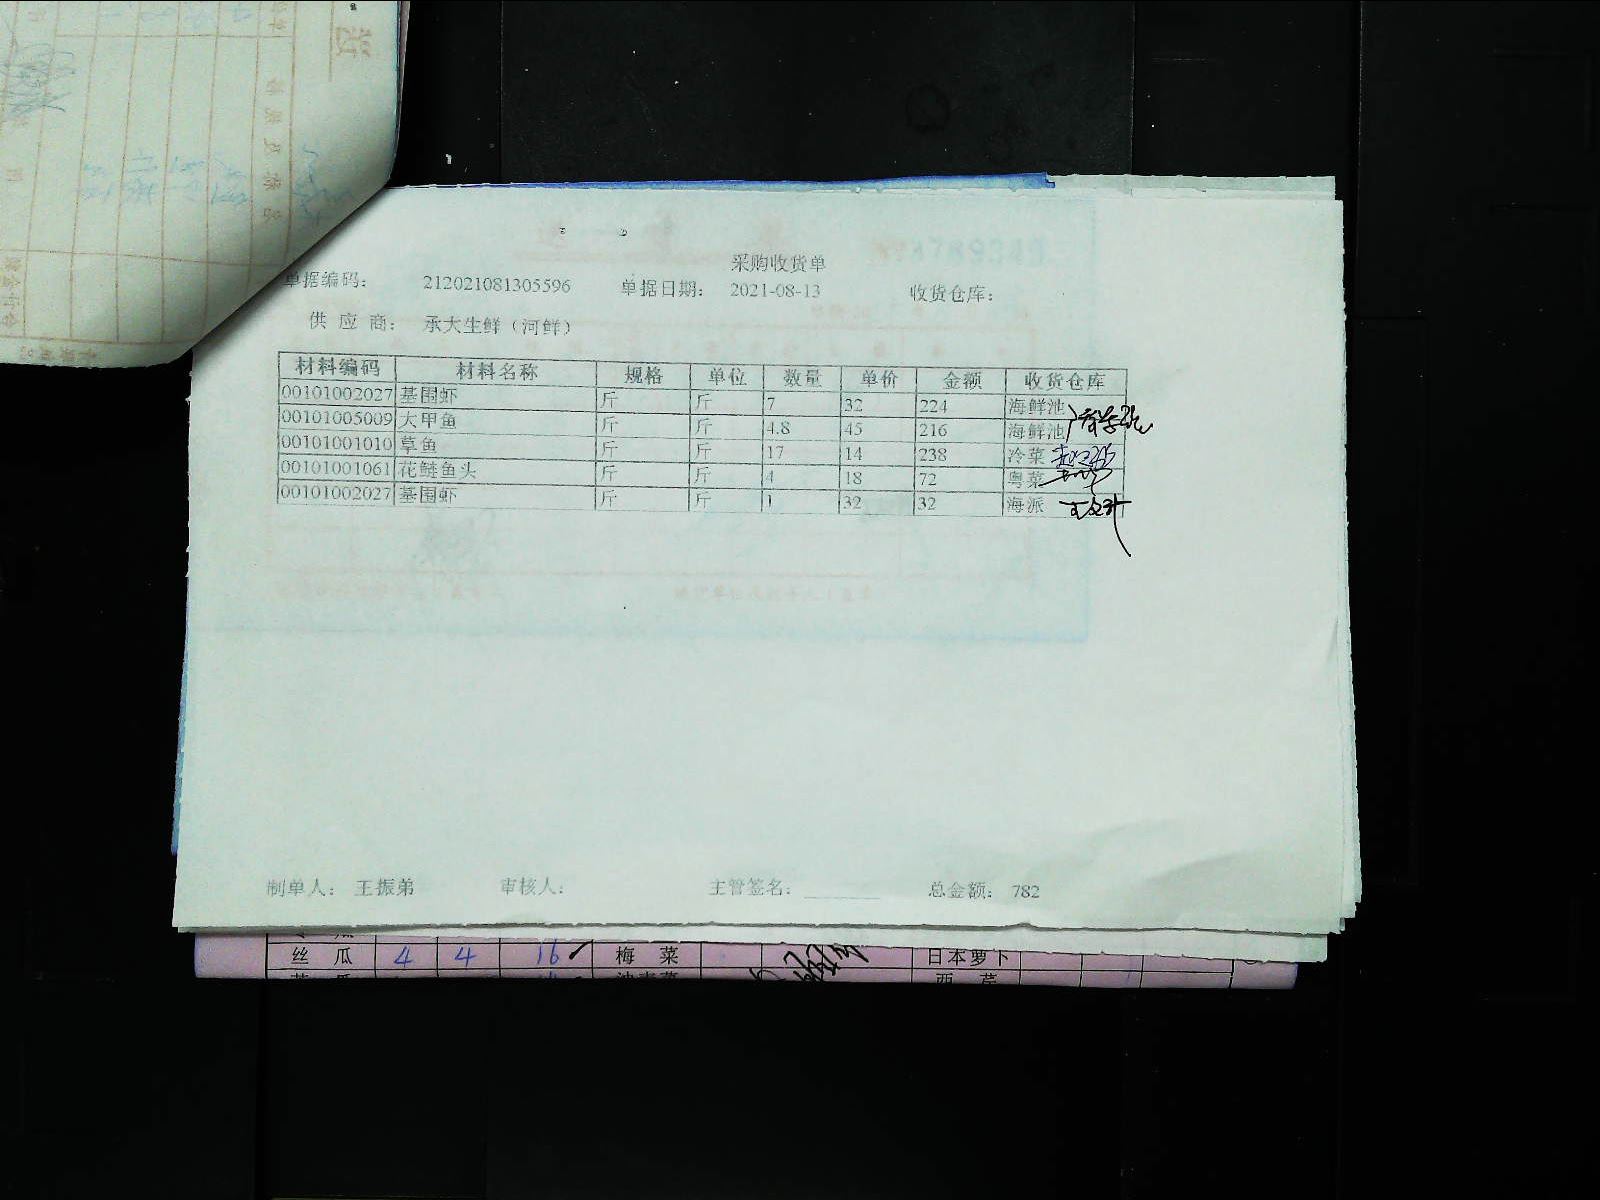 采购收货单
单据编码： 212021081305596 单据日期： 2021-08-13 收货仓库：
供 应 商： 承大生鲜（河鲜）
材料编码 材料名称 规格 单位 数量 单价 金额 收货仓库
00101002027 基围虾 斤 斤 7 32 224 海鲜池
00101005009 大甲鱼 斤 斤 4.8 45 216 海鲜池
00101001010 草鱼 斤 斤 17 14 238 冷菜
00101001061 花鲢鱼头 斤 斤 4 18 72 粤菜
00101002027 基围虾 斤 斤 1 32 32 海派
制单人： 王振弟 审核人： 主管签名： 总金额： 782
丝 瓜 4 4 16 梅 菜 日本萝卜